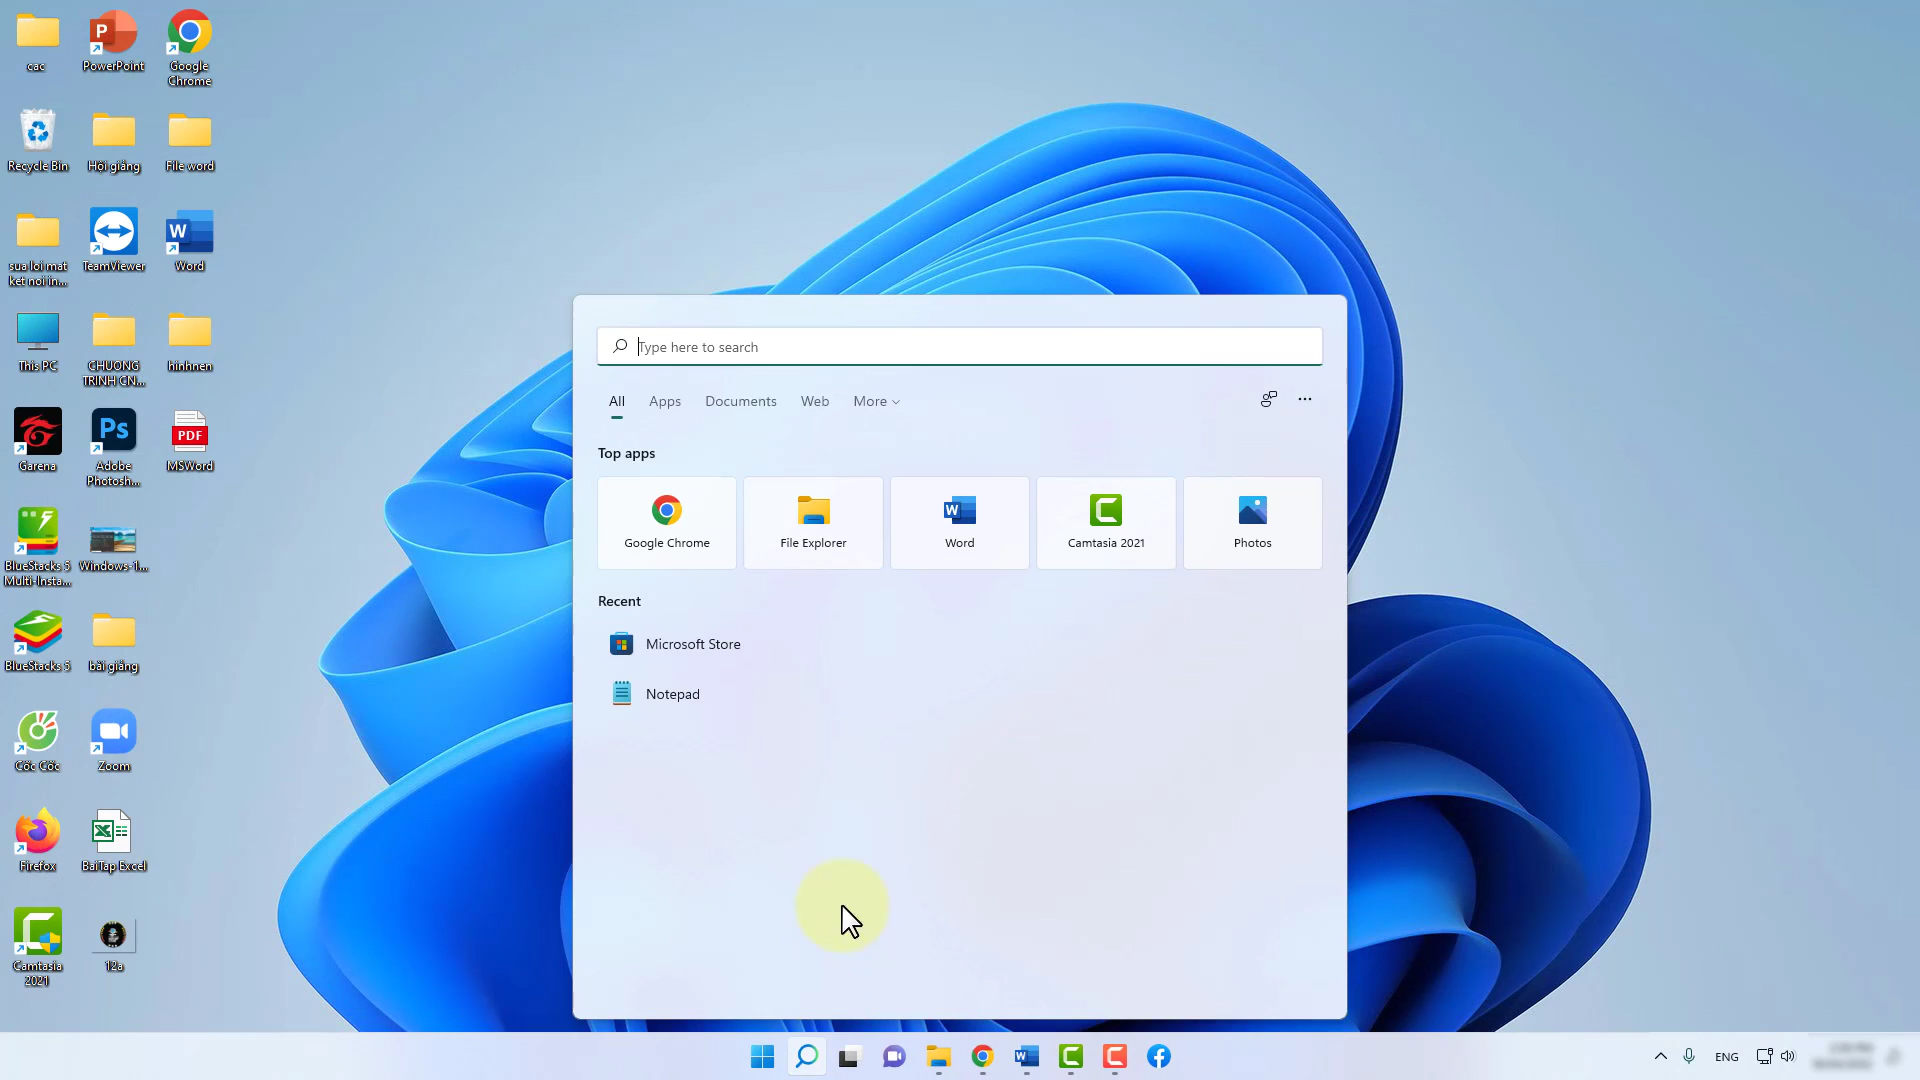 cac
PowerPoint
Google
Chrome
Recycle Bin
Hội giảng
File word
sua loi mat
ket noi in...
TeamViewer
Word
This PC
CHUONG
TRINH CN...
hinhnen
Garena
Adobe
Photosh...
MSWord
BlueStacks 5
Multi-Insta...
Windows-1...
BlueStacks 5
bài giảng
Cốc Cốc
Zoom
Firefox
BaiTap Excel
Camtasia
2021
12a
Type here to search
All Apps Documents Web More
Top apps
Google Chrome
File Explorer
Word
Camtasia 2021
Photos
Recent
Microsoft Store
Notepad
ENG